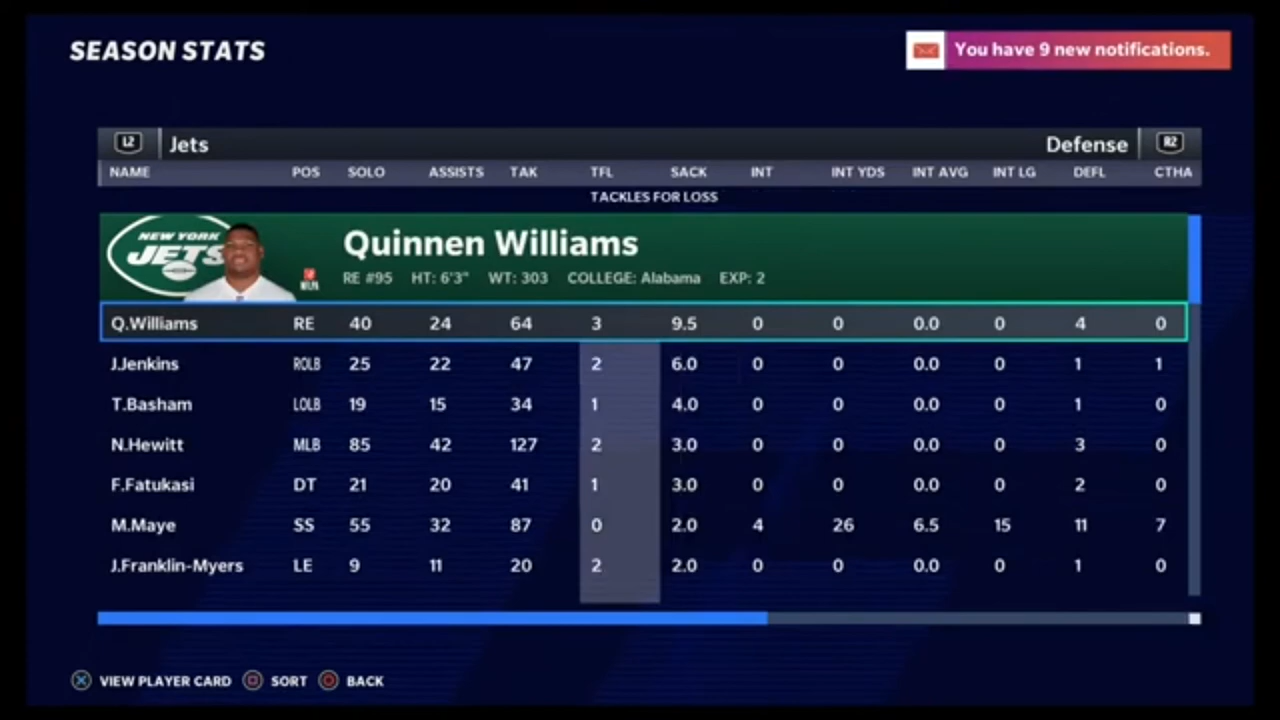 SEASON STATS
You have 9 new notifications.
L2 Jets Defense R2
NAME POS SOLO ASSISTS TAK TFL SACK INT INT YDS INT AVG INT LG DEFL CTHA
TACKLES FOR LOSS
NEW YORK
JETS
Quinnen Williams
RE #95 HT: 6'3" WT: 303 COLLEGE: Alabama EXP: 2
Q.Williams RE 40 24 64 3 9.5 0 0 0.0 0 4 0
J.Jenkins ROLB 25 22 47 2 6.0 0 0 0.0 0 1 1
T.Basham LOLB 19 15 34 1 4.0 0 0 0.0 0 1 0
N.Hewitt MLB 85 42 127 2 3.0 0 0 0.0 0 3 0
F.Fatukasi DT 21 20 41 1 3.0 0 0 0.0 0 2 0
M.Maye SS 55 32 87 0 2.0 4 26 6.5 15 11 7
J.Franklin-Myers LE 9 11 20 2 2.0 0 0 0.0 0 1 0
VIEW PLAYER CARD SORT BACK